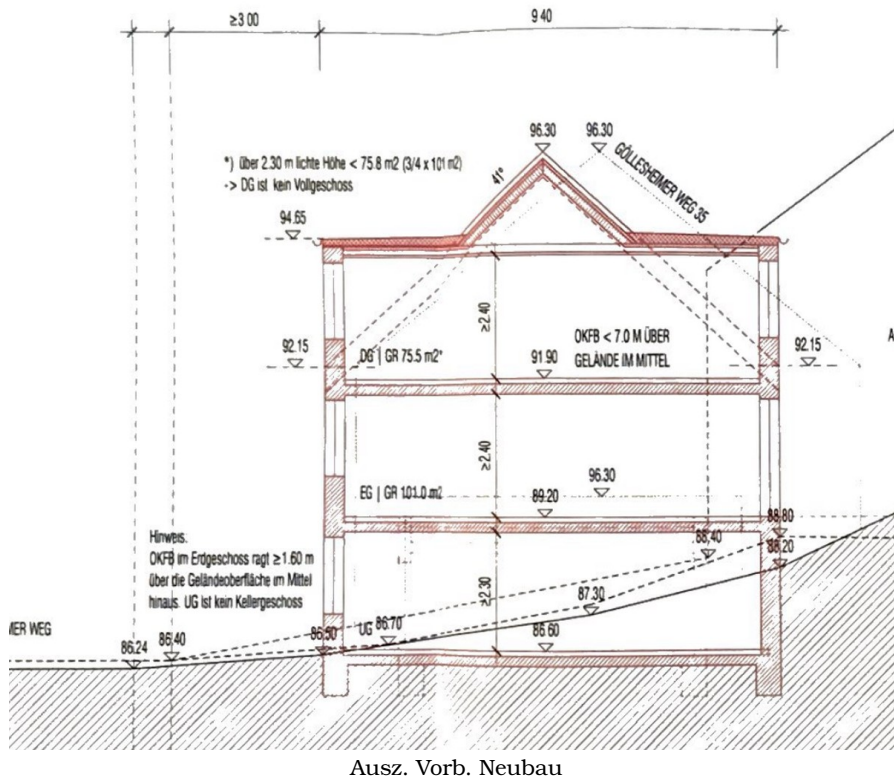 ≥3 00
9 40
96.30
96.30
GÖLLESHEIMER WEG 35
*) über 2.30 m lichte Höhe < 75.8 m2 (3/4 x 101 m2)
-> DG ist kein Vollgeschoss
41°
94.65
≥2.40
OKFB < 7.0 M ÜBER
GELÄNDE IM MITTEL
92.15
DG | GR 75.5 m2*
91.90
92.15
A
≥2.40
96.30
EG | GR 101.0 m2
89.20
88.80
Hinweis.
OKFB im Erdgeschoss ragt ≥1.60 m
über die Geländeoberfläche im Mittel
hinaus. UG ist kein Kellergeschoss
88,40
88.20
≥2.30
87.30
MER WEG
86.24
86.40
86.50
UG
86.70
86.60
Ausz. Vorb. Neubau